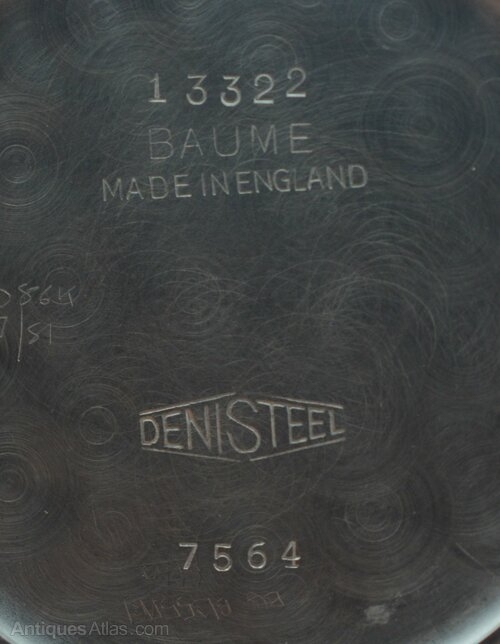 13322
BAUME
MADE IN ENGLAND
DENISTEEL
7564
AntiquesAtlas.com